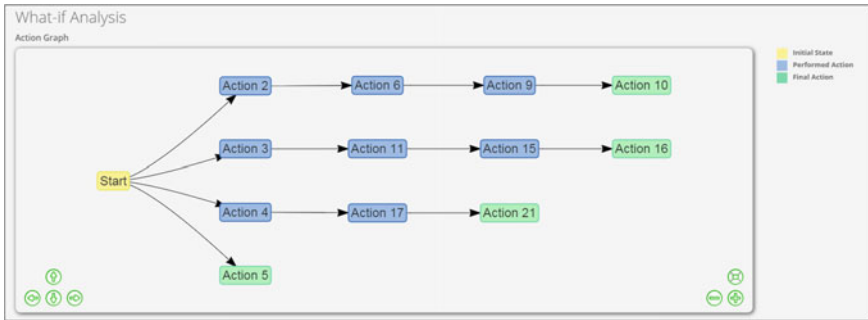 What-if Analysis
Action Graph
Initial State
Performed Action
Final Action
Action 2
Action 6
Action 9
Action 10
Action 3
Action 11
Action 15
Action 16
Start
Action 4
Action 17
Action 21
Action 5